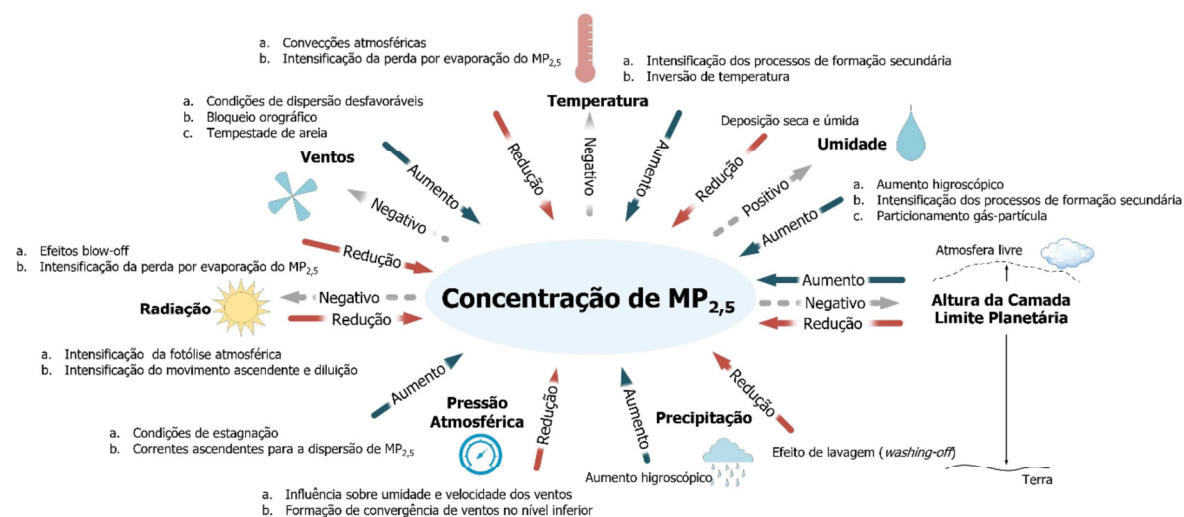 a. Convecções atmosféricas
b. Intensificação da perda por evaporação do MP2,5
Temperatura
a. Intensificação dos processos de formação secundária
b. Inversão de temperatura
a. Condições de dispersão desfavoráveis
b. Bloqueio orográfico
c. Tempestade de areia
Ventos
Aumento
Negativo
Redução
Redução
Negativo
Aumento
Deposição seca e úmida
Umidade
Redução
Positivo
Aumento
a. Aumento higroscópico
b. Intensificação dos processos de formação secundária
c. Particionamento gás-partícula
a. Efeitos blow-off
b. Intensificação da perda por evaporação do MP2,5
Radiação
Negativo
Redução
Concentração de MP2,5
Aumento
Negativo
Redução
Atmosfera livre
Altura da Camada
Limite Planetária
Terra
a. Intensificação da fotólise atmosférica
b. Intensificação do movimento ascendente e diluição
Aumento
Pressão
Atmosférica
Redução
a. Condições de estagnação
b. Correntes ascendentes para a dispersão de MP2,5
a. Influência sobre umidade e velocidade dos ventos
b. Formação de convergência de ventos no nível inferior
Aumento
Precipitação
Redução
Aumento higroscópico
Efeito de lavagem (washing-off)